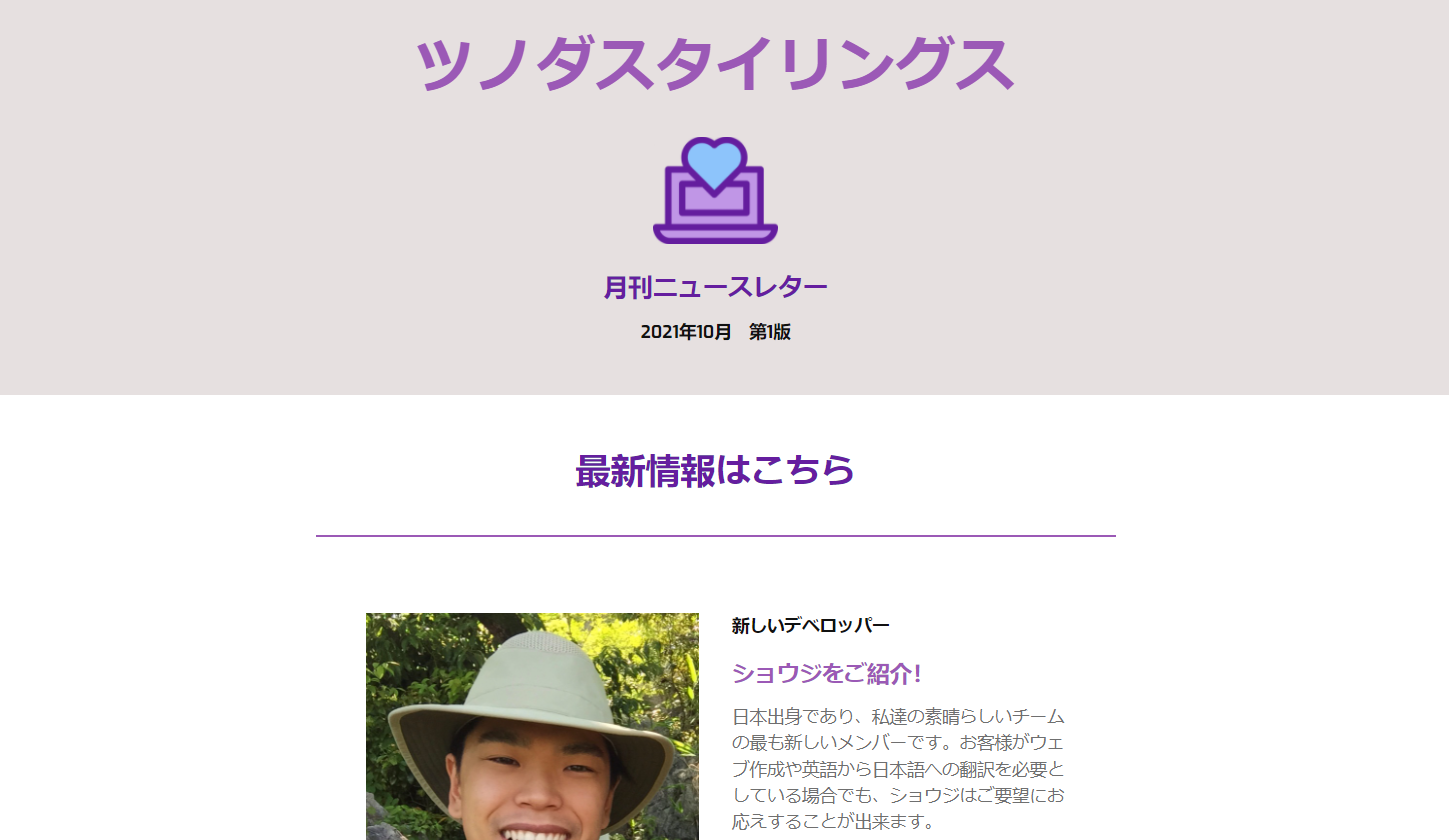 ツノダスタイリングス
月刊ニュースレター
2021年10月　第1版
最新情報はこちら
新しいデベロッパー
ショウジをご紹介！
日本出身であり、私達の素晴らしいチーム
の最も新しいメンバーです。お客様がウェ
ブ作成や英語から日本語への翻訳を必要と
している場合でも、ショウジはご要望にお
応えすることが出来ます。